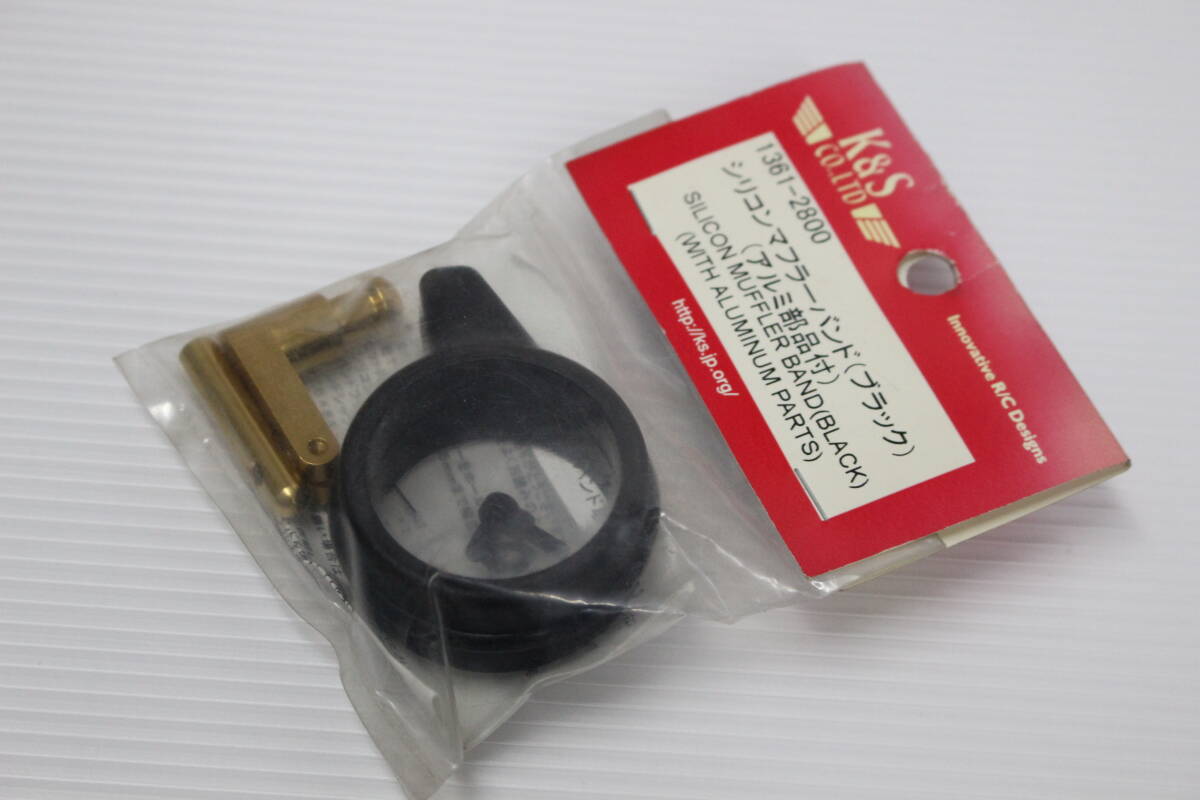 K&S
CO.,LTD
1361-2800
シリコンマフラーバンド(ブラック)
(アルミ部品付)
SILICON MUFFLER BAND(BLACK)
(WITH ALUMINUM PARTS)
http://ks.jp.org/
Innovative R/C Designs